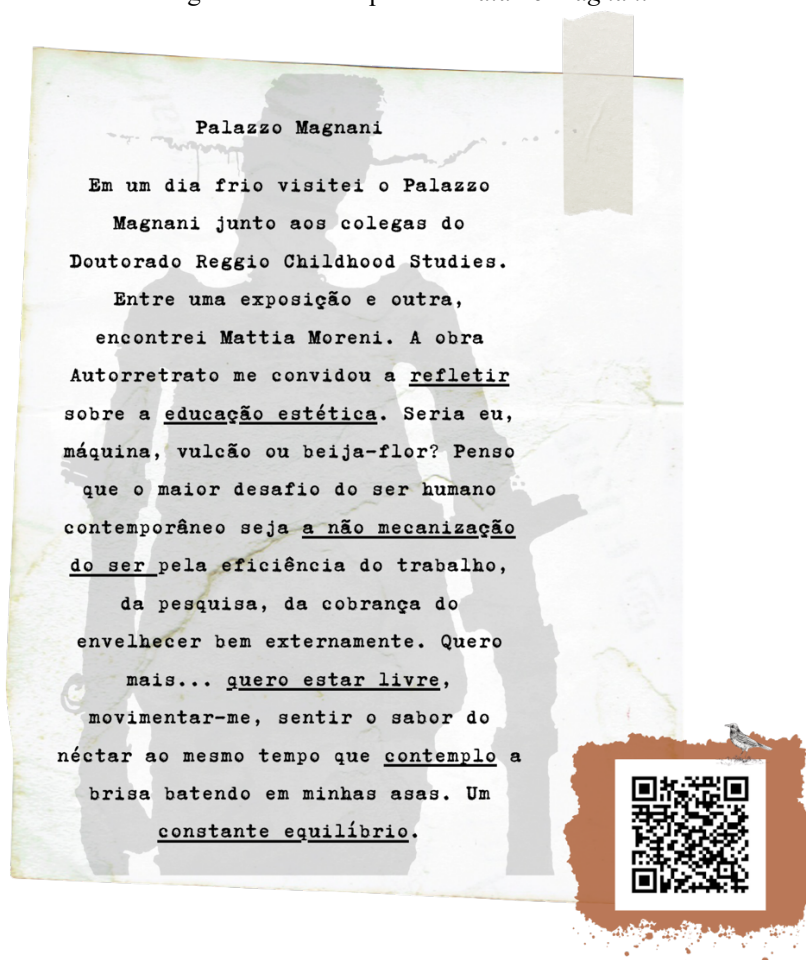 Palazzo Magnani
Em um dia frio visitei o Palazzo
Magnani junto aos colegas do
Doutorado Reggio Childhood Studies.
Entre uma exposição e outra,
encontrei Mattia Moreni. A obra
Autorretrato me convidou a refletir
sobre a educação estética. Seria eu,
máquina, vulcão ou beija-flor? Penso
que o maior desafio do ser humano
contemporâneo seja a não mecanização
do ser pela eficiência do trabalho,
da pesquisa, da cobrança do
envelhecer bem externamente. Quero
mais... quero estar livre,
movimentar-me, sentir o sabor do
néctar ao mesmo tempo que contemplo a
brisa batendo em minhas asas. Um
constante equilíbrio.